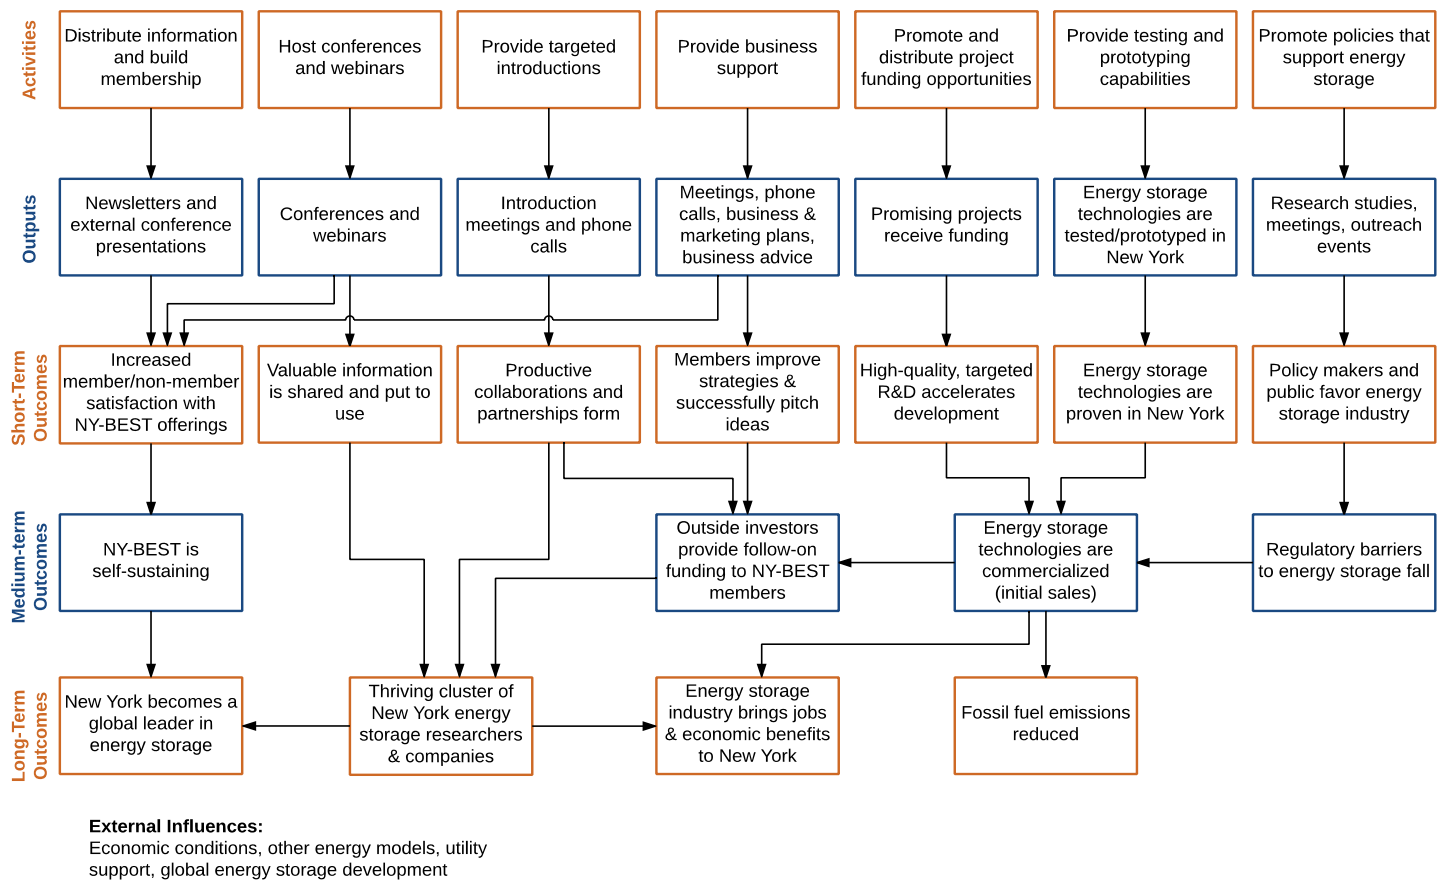 Activities
Distribute information
and build
membership
Host conferences
and webinars
Provide targeted
introductions
Provide business
support
Promote and
distribute project
funding opportunities
Provide testing and
prototyping
capabilities
Promote policies that
support energy
storage
Outputs
Newsletters and
external conference
presentations
Conferences and
webinars
Introduction
meetings and phone
calls
Meetings, phone
calls, business &
marketing plans,
business advice
Promising projects
receive funding
Energy storage
technologies are
tested/prototyped in
New York
Research studies,
meetings, outreach
events
Short-Term
Outcomes
Increased
member/non-member
satisfaction with
NY-BEST offerings
Valuable information
is shared and put to
use
Productive
collaborations and
partnerships form
Members improve
strategies &
successfully pitch
ideas
High-quality, targeted
R&D accelerates
development
Energy storage
technologies are
proven in New York
Policy makers and
public favor energy
storage industry
Medium-term
Outcomes
NY-BEST is
self-sustaining
Outside investors
provide follow-on
funding to NY-BEST
members
Energy storage
technologies are
commercialized
(initial sales)
Regulatory barriers
to energy storage fall
Long-Term
Outcomes
New York becomes a
global leader in
energy storage
Thriving cluster of
New York energy
storage researchers
& companies
Energy storage
industry brings jobs
& economic benefits
to New York
Fossil fuel emissions
reduced
External Influences:
Economic conditions, other energy models, utility
support, global energy storage development